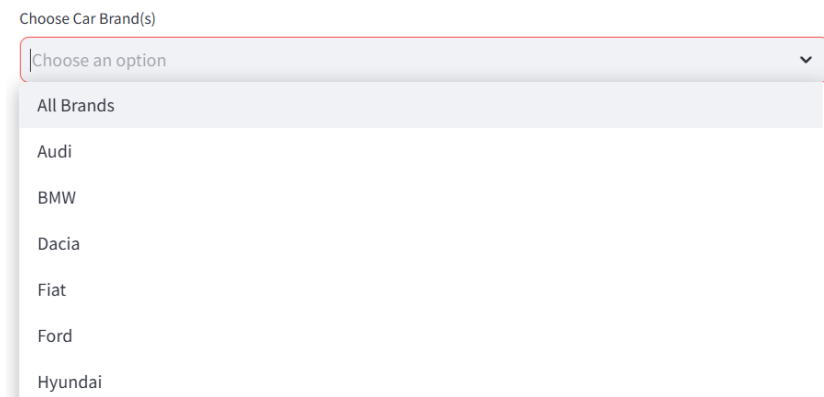 Choose Car Brand(s)
Choose an option
All Brands
Audi
BMW
Dacia
Fiat
Ford
Hyundai